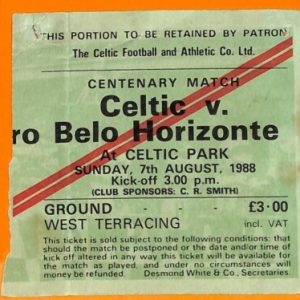 THIS PORTION TO BE RETAINED BY PATRON
The Celtic Football and Athletic Co. Ltd.
CENTENARY MATCH
Celtic v.
ro Belo Horizonte
At CELTIC PARK
SUNDAY, 7th AUGUST, 1988
Kick-off 3.00 p.m.
(CLUB SPONSORS: C. R. SMITH)
GROUND - - - £3·00
WEST TERRACING incl. VAT
This ticket is sold subject to the following conditions: that
should the match be postponed or the date and/or time of
kick off altered in any way this ticket will be available for
the match as played, and under no circumstances will
money be refunded. Desmond White & Co., Secretaries.